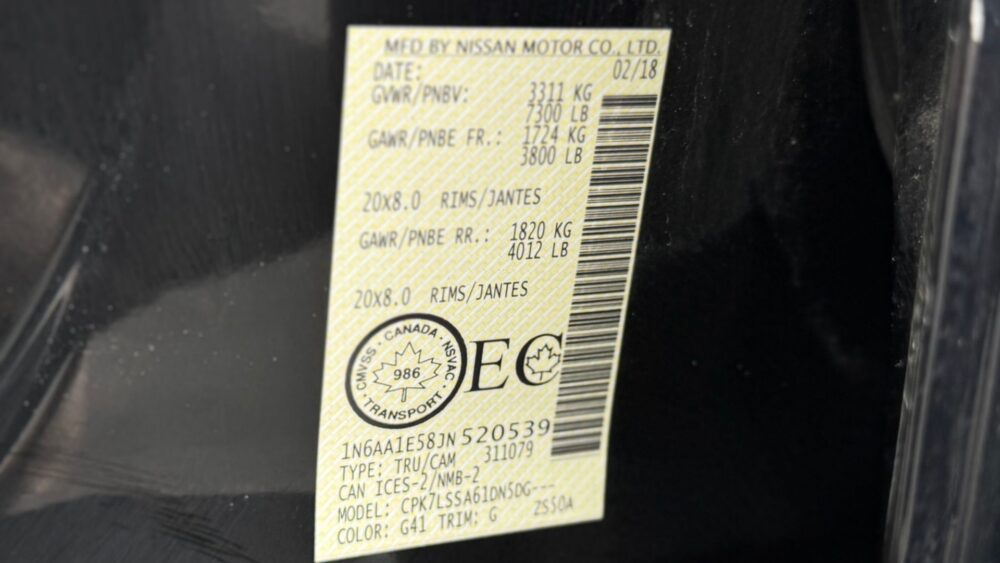 MFD BY NISSAN MOTOR CO., LTD.
DATE: 02/18
GVWR/PNBV: 3311 KG
7300 LB
GAWR/PNBE FR.: 1724 KG
3800 LB
20x8.0 RIMS/JANTES
GAWR/PNBE RR.: 1820 KG
4012 LB
20x8.0 RIMS/JANTES
CMVSS · CANADA · NSVAC · TRANSPORT
986
EC
1N6AA1E58JN520539
TYPE: TRU/CAM 311079
CAN ICES-2/NMB-2
MODEL: CPK7LSSA61DN5DG---
COLOR: G41 TRIM: G ZS50A